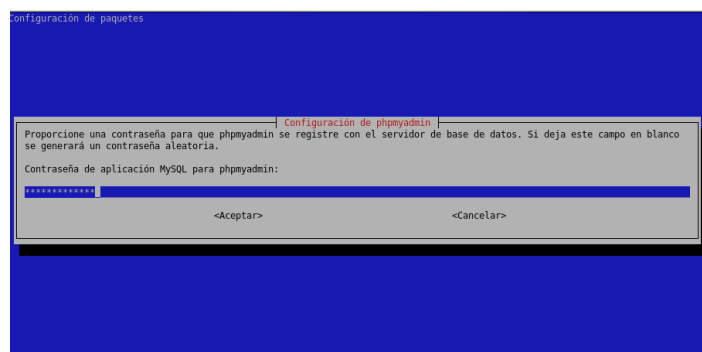 Configuración de paquetes
Configuración de phpmyadmin
Proporcione una contraseña para que phpmyadmin se registre con el servidor de base de datos. Si deja este campo en blanco
se generará un contraseña aleatoria.
Contraseña de aplicación MySQL para phpmyadmin:
*************
<Aceptar> <Cancelar>